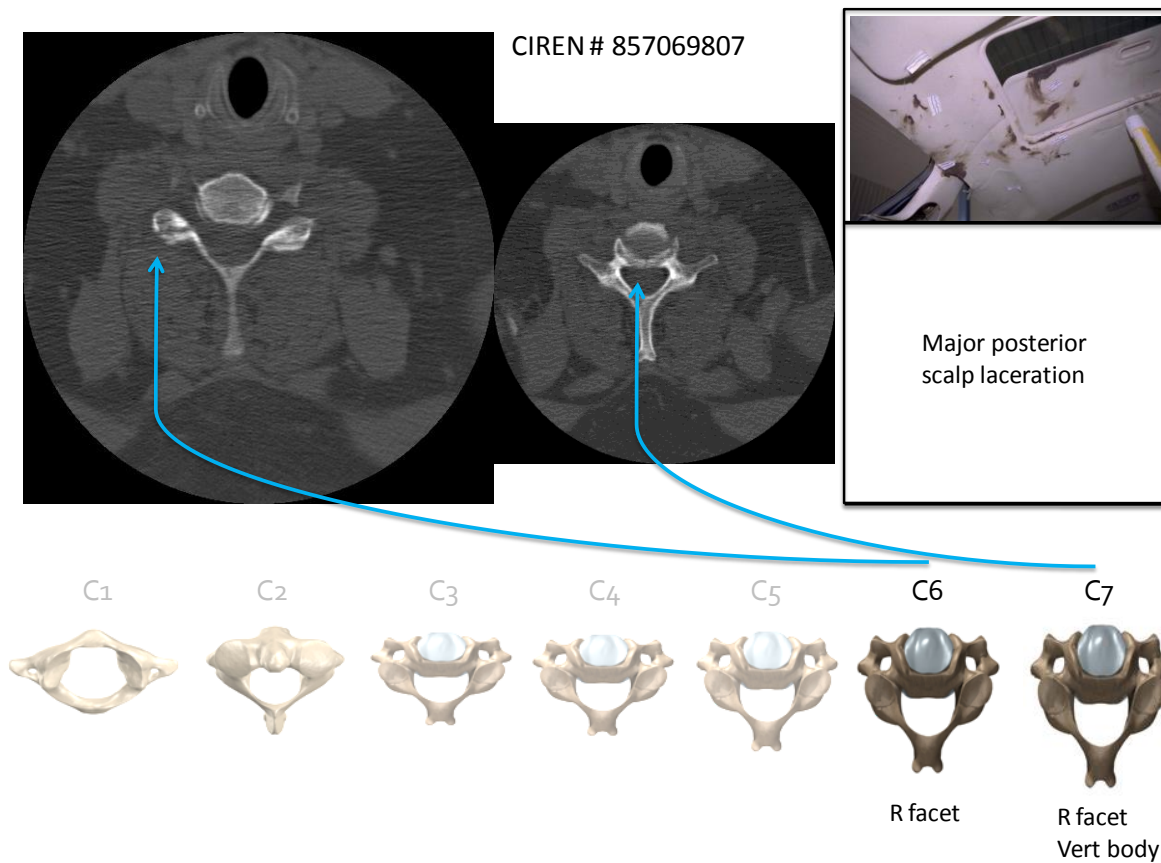 CIREN # 857069807
Major posterior
scalp laceration
C1
C2
C3
C4
C5
C6
C7
R facet
R facet
Vert body